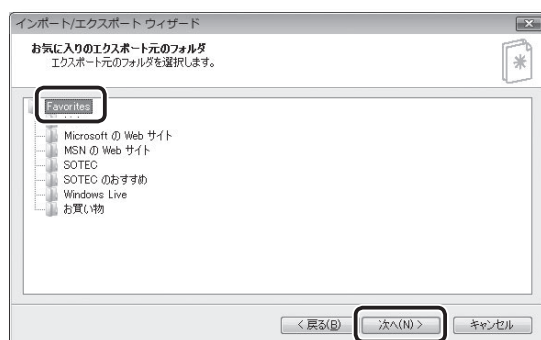 インポート/エクスポート ウィザード
お気に入りのエクスポート元のフォルダ
エクスポート元のフォルダを選択します。
Favorites
Microsoft の Web サイト
MSN の Web サイト
SOTEC
SOTEC のおすすめ
Windows Live
お買い物
< 戻る(B) 次へ(N) > キャンセル